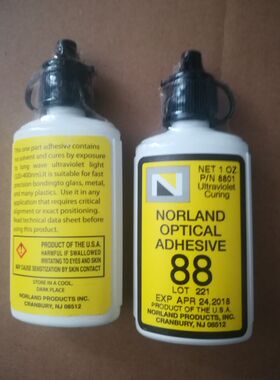 This one part adhesive contains
no solvent and cures by exposure
to long wave ultraviolet light
(320-400nm).It is suitable for fast
precision bondingto glass, metal,
and many plastics. Use it when
your application requires critical
alignment or exact positioning.
Read technical data sheet before
using this product.
PRODUCT OF THE U.S.A.
HARMFUL IF SWALLOWED
IRRITATING TO EYES AND SKIN
MAY CAUSE SENSITIZATION BY SKIN CONTACT
STORE IN A COOL,
DARK PLACE
NORLAND PRODUCTS, INC.
CRANBURY, NJ 08512
NET 1 OZ
P/N 8801
Ultraviolet
Curing
NORLAND
OPTICAL
ADHESIVE
88
LOT 221
EXP APR 24,2018
PRODUCT OF THE U.S.A.
NORLAND PRODUCTS, INC.
CRANBURY, NJ 08512